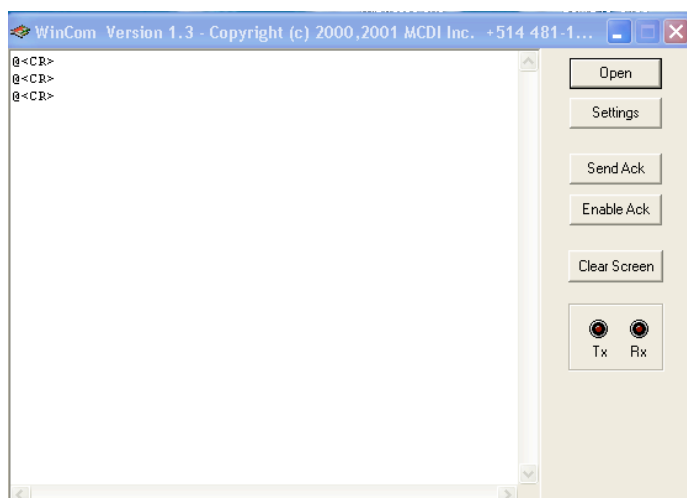 WinCom Version 1.3 - Copyright (c) 2000,2001 MCDI Inc. +514 481-1...
@<CR>
@<CR>
@<CR>
Open
Settings
Send Ack
Enable Ack
Clear Screen
Tx Rx